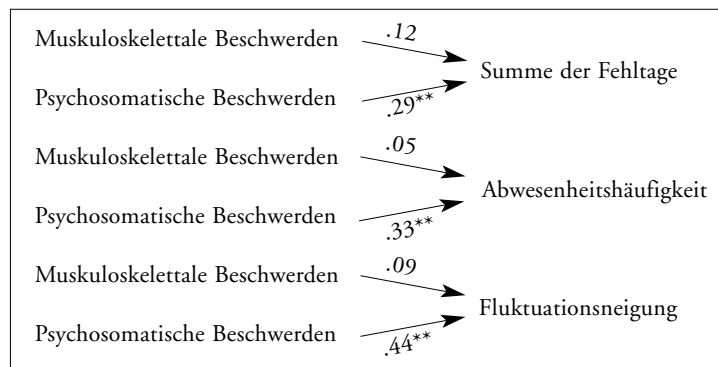 Muskuloskelettale Beschwerden
.12
Summe der Fehltage
Psychosomatische Beschwerden
.29**
Muskuloskelettale Beschwerden
.05
Abwesenheitshäufigkeit
Psychosomatische Beschwerden
.33**
Muskuloskelettale Beschwerden
.09
Fluktuationsneigung
Psychosomatische Beschwerden
.44**